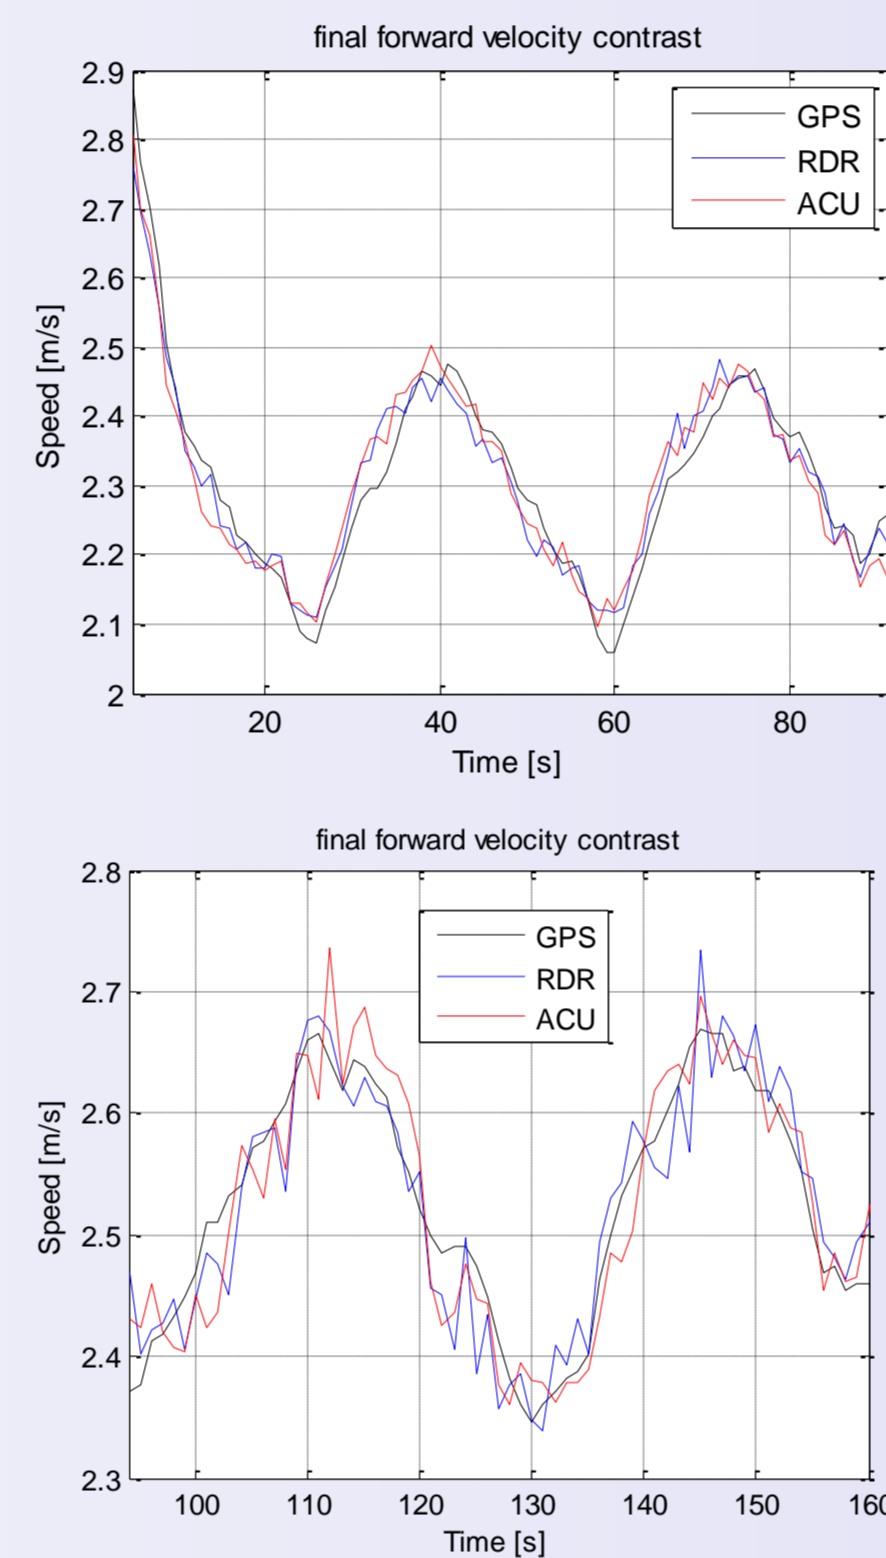 final forward velocity contrast
GPS
RDR
ACU
2.9
2.8
2.7
2.6
2.5
2.4
2.3
2.2
2.1
2
Speed [m/s]
20 40 60 80
Time [s]
final forward velocity contrast
GPS
RDR
ACU
2.8
2.7
2.6
2.5
2.4
2.3
Speed [m/s]
100 110 120 130 140 150 160
Time [s]